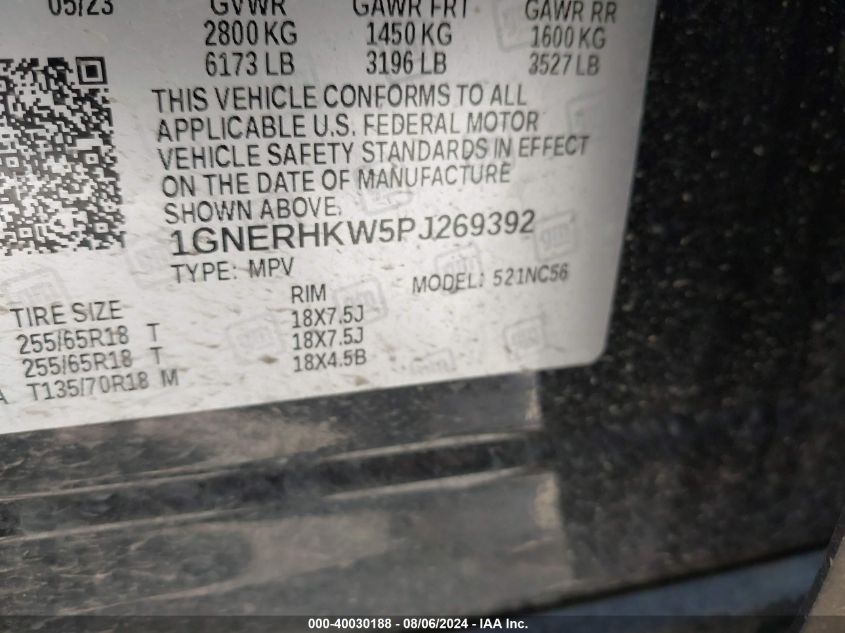 05/23 GVWR GAWR FRT GAWR RR
2800 KG 1450 KG 1600 KG
6173 LB 3196 LB 3527 LB
THIS VEHICLE CONFORMS TO ALL
APPLICABLE U.S. FEDERAL MOTOR
VEHICLE SAFETY STANDARDS IN EFFECT
ON THE DATE OF MANUFACTURE
SHOWN ABOVE.
1GNERHKW5PJ269392
TYPE: MPV MODEL: 521NC56
TIRE SIZE RIM
255/65R18 T 18X7.5J
255/65R18 T 18X7.5J
A T135/70R18 M 18X4.5B
000-40030188 - 08/06/2024 - IAA Inc.